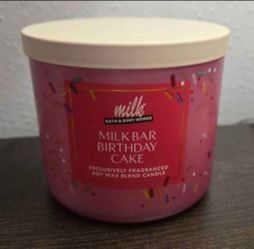 milk
BATH & BODY WORKS
MILK BAR
BIRTHDAY
CAKE
EXCLUSIVELY FRAGRANCED
SOY WAX BLEND CANDLE